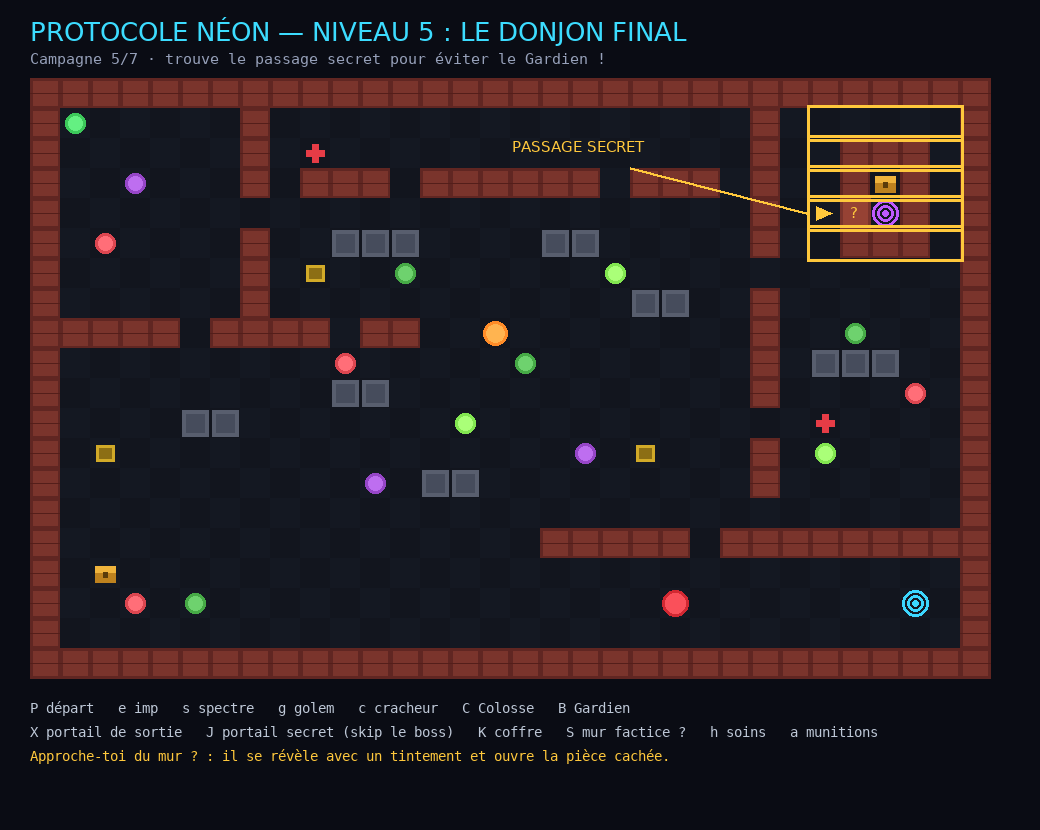 PROTOCOLE NÉON — NIVEAU 5 : LE DONJON FINAL
Campagne 5/7 · trouve le passage secret pour éviter le Gardien !
PASSAGE SECRET
?
P départ e imp s spectre g golem c cracheur C Colosse B Gardien
X portail de sortie J portail secret (skip le boss) K coffre S mur factice ? h soins a munitions
Approche-toi du mur ? : il se révèle avec un tintement et ouvre la pièce cachée.